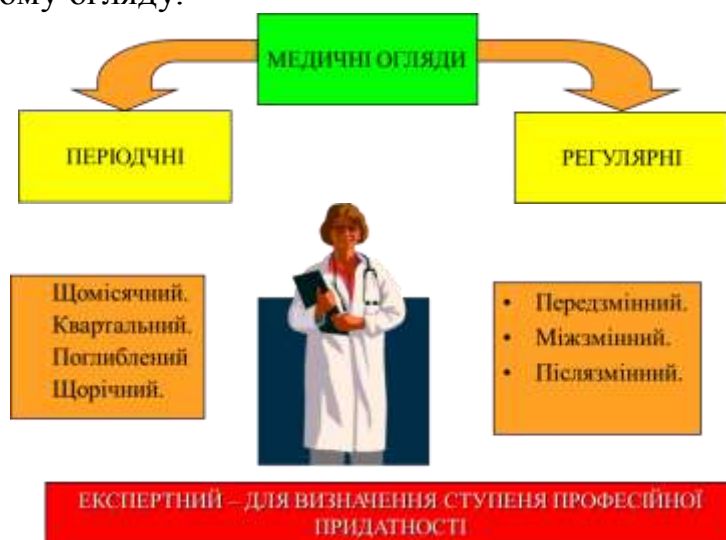 ому огляду.
МЕДИЧНІ ОГЛЯДИ
ПЕРІОДЧНІ
РЕГУЛЯРНІ
Щомісячний.
Квартальний.
Поглиблений
Щорічний.
• Передзмінний.
• Міжзмінний.
• Післязмінний.
ЕКСПЕРТНИЙ – ДЛЯ ВИЗНАЧЕННЯ СТУПЕНЯ ПРОФЕСІЙНОЇ
ПРИДАТНОСТІ